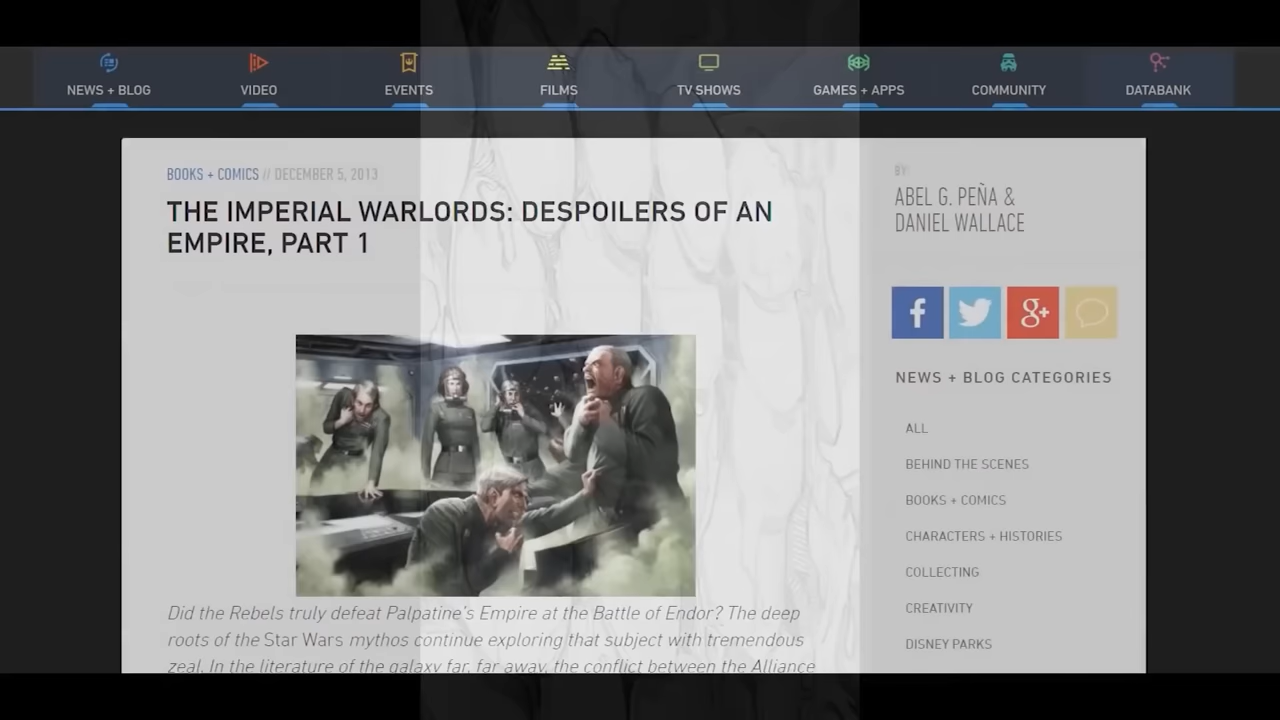 NEWS + BLOG
VIDEO
EVENTS
FILMS
TV SHOWS
GAMES + APPS
COMMUNITY
DATABANK
BOOKS + COMICS // DECEMBER 5, 2013
THE IMPERIAL WARLORDS: DESPOILERS OF AN
EMPIRE, PART 1
Did the Rebels truly defeat Palpatine's Empire at the Battle of Endor? The deep
roots of the Star Wars mythos continue exploring that subject with tremendous
zeal. In the literature of the galaxy far, far away, the conflict between the Alliance
BY
ABEL G. PEÑA &
DANIEL WALLACE
f
g+
NEWS + BLOG CATEGORIES
ALL
BEHIND THE SCENES
BOOKS + COMICS
CHARACTERS + HISTORIES
COLLECTING
CREATIVITY
DISNEY PARKS